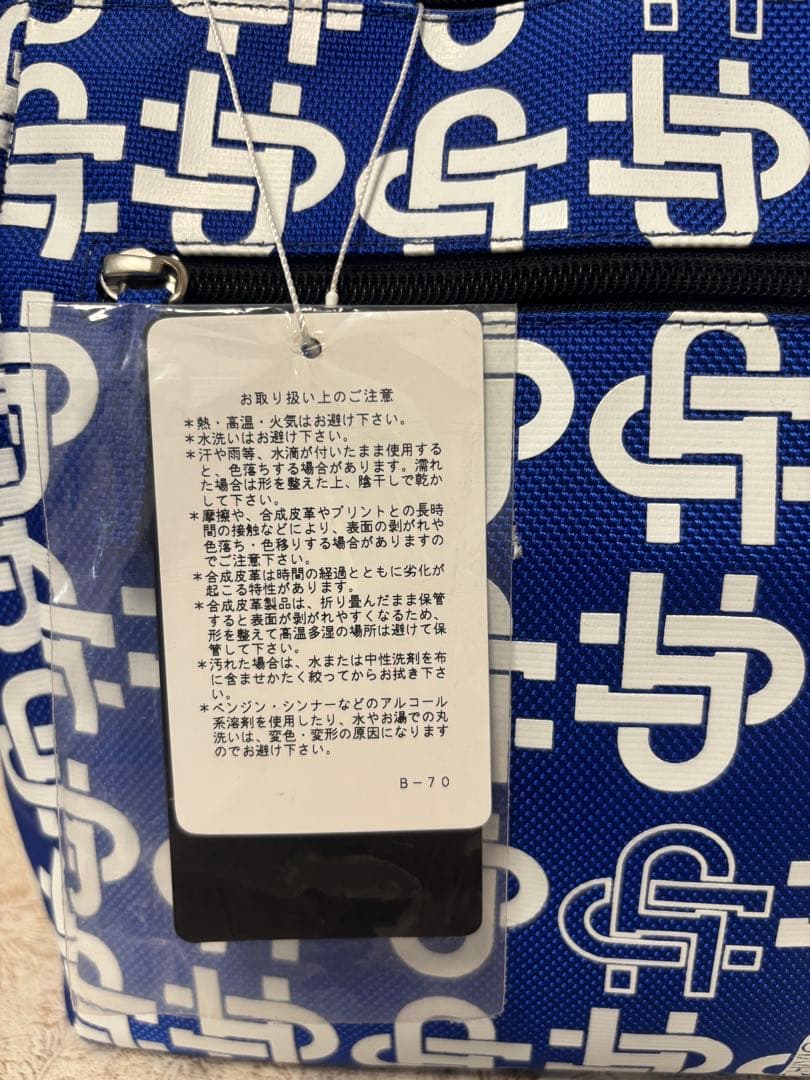 お取り扱い上のご注意
＊熱・高温・火気はお避け下さい。
＊水洗いはお避け下さい。
＊汗や雨等、水滴が付いたまま使用する
と、色落ちする場合があります。濡れ
た場合は形を整えた上、陰干しで乾か
して下さい。
＊摩擦や、合成皮革やプリントとの長時
間の接触などにより、表面の剥がれや
色落ち・色移りする場合がありますの
でご注意下さい。
＊合成皮革は時間の経過とともに劣化が
起こる特性があります。
＊合成皮革製品は、折り畳んだまま保管
すると表面が剥がれやすくなるため、
形を整えて高温多湿の場所は避けて保
管して下さい。
＊汚れた場合は、水または中性洗剤を布
に含ませかたく絞ってからお拭き下さ
い。
＊ベンジン・シンナーなどのアルコール
系溶剤を使用したり、水やお湯での丸
洗いは、変色・変形の原因になります
のでお避け下さい。
B－70